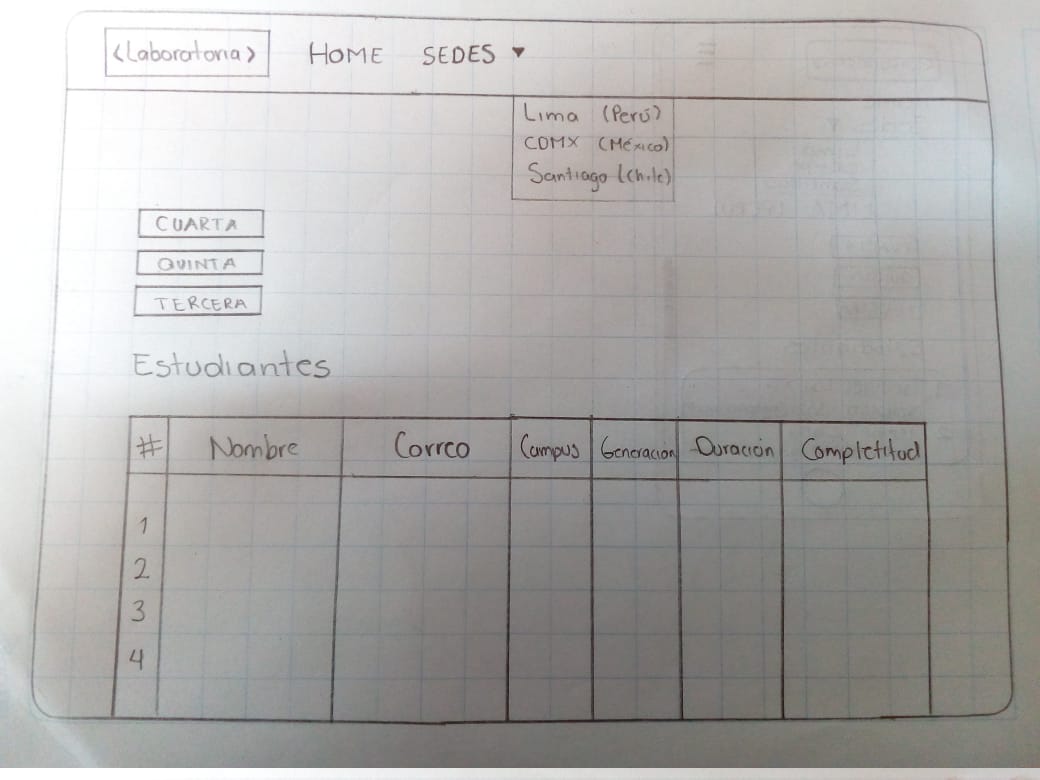 <Laboratoria> HOME SEDES ▼
Lima (Perú)
CDMX (México)
Santiago (Chile)
CUARTA
QUINTA
TERCERA
Estudiantes
# Nombre Correo Campus Generación Duración Completitud
1
2
3
4